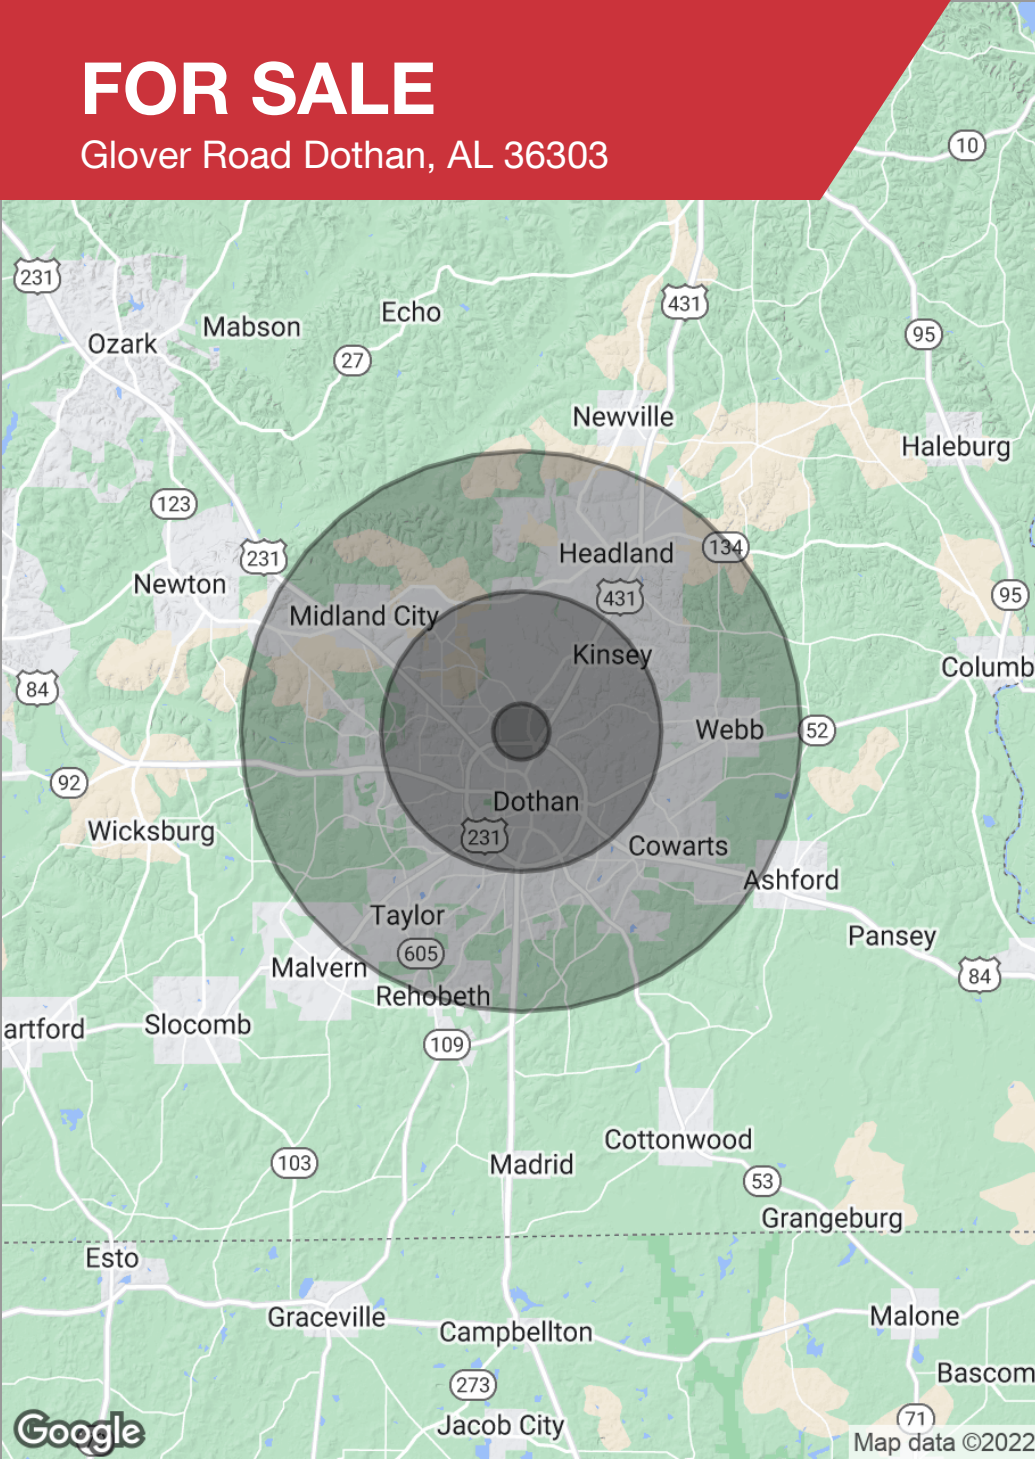 FOR SALE
Glover Road Dothan, AL 36303
10
231
431
Echo
Mabson
95
Ozark
27
Newville
Haleburg
123
134
231
Headland
Newton
431
95
Midland City
Kinsey
Columb
84
Webb
52
92
Dothan
Wicksburg
231
Cowarts
Ashford
Taylor
Pansey
605
Malvern
84
Rehobeth
artford
Slocomb
109
Cottonwood
103
Madrid
53
Grangeburg
Esto
Graceville
Malone
Campbellton
Bascom
273
71
Jacob City
Google
Map data ©2022